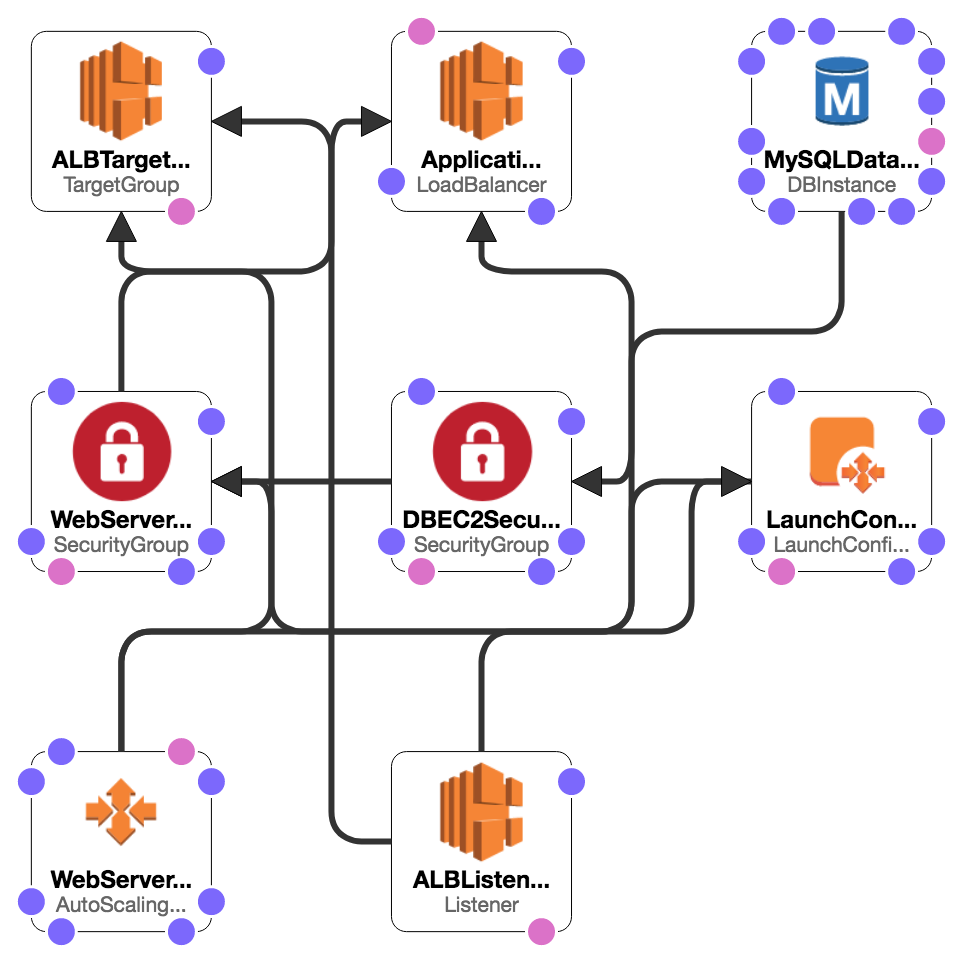 ALBTarget...
TargetGroup
Applicati...
LoadBalancer
M
MySQLData...
DBInstance
WebServer...
SecurityGroup
DBEC2Secu...
SecurityGroup
LaunchCon...
LaunchConfi...
WebServer...
AutoScaling...
ALBListen...
Listener